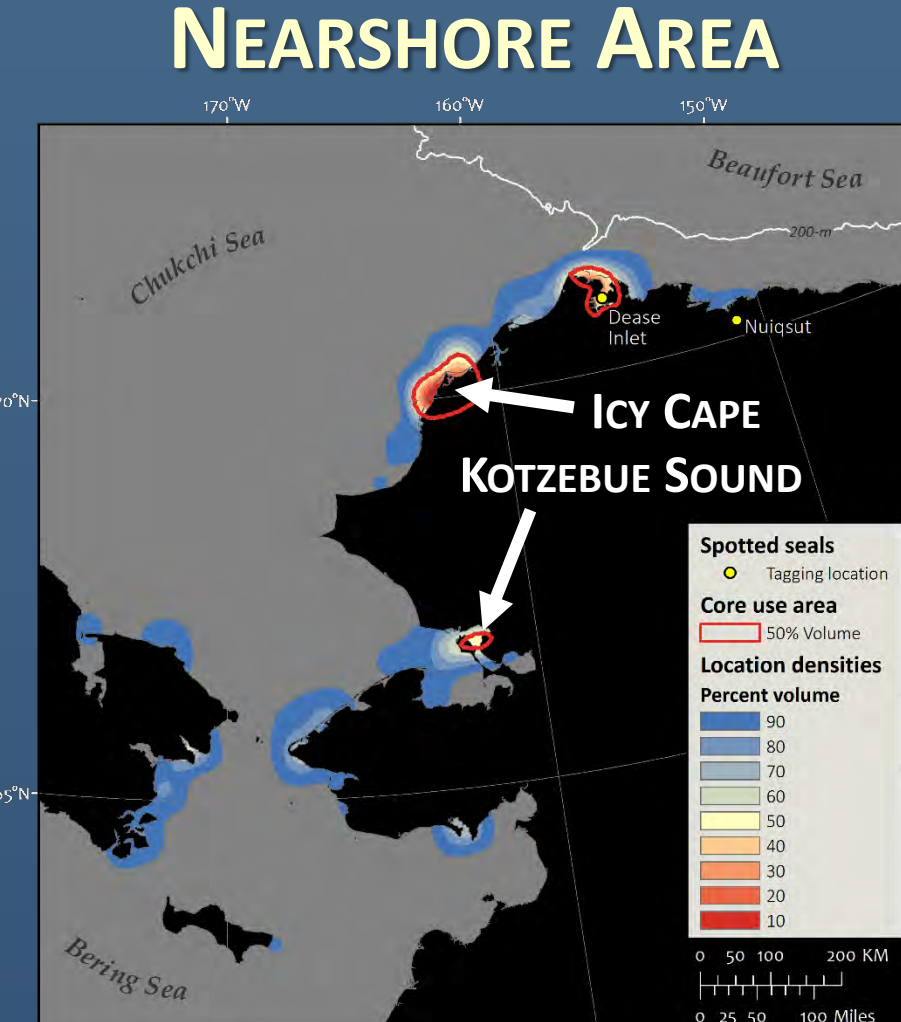 NEARSHORE AREA
170°W
160°W
150°W
Beaufort Sea
Chukchi Sea
200-m
Dease
Inlet
Nuiqsut
0°N
ICY CAPE
KOTZEBUE SOUND
Spotted seals
Tagging location
Core use area
50% Volume
Location densities
Percent volume
90
80
70
60
50
40
30
20
10
5°N
Bering Sea
0 50 100 200 KM
0 25 50 100 Miles